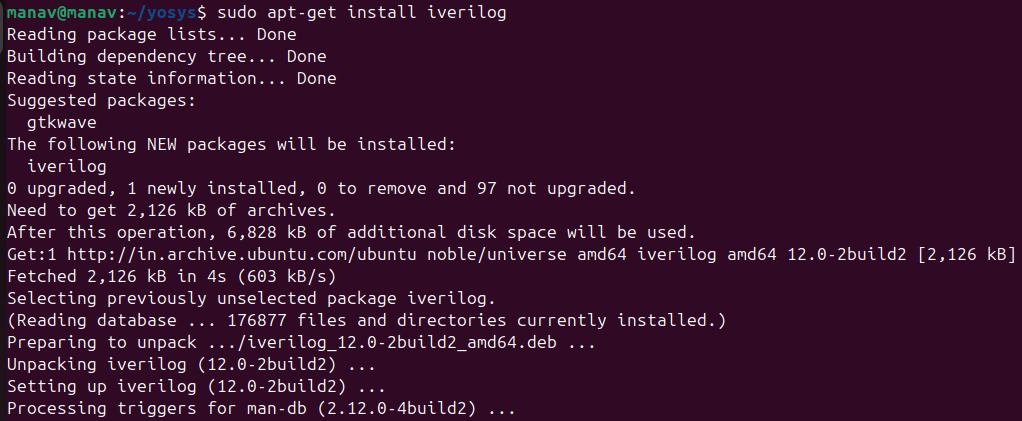 manav@manav:~/yosys$ sudo apt-get install iverilog
Reading package lists... Done
Building dependency tree... Done
Reading state information... Done
Suggested packages:
  gtkwave
The following NEW packages will be installed:
  iverilog
0 upgraded, 1 newly installed, 0 to remove and 97 not upgraded.
Need to get 2,126 kB of archives.
After this operation, 6,828 kB of additional disk space will be used.
Get:1 http://in.archive.ubuntu.com/ubuntu noble/universe amd64 iverilog amd64 12.0-2build2 [2,126 kB]
Fetched 2,126 kB in 4s (603 kB/s)
Selecting previously unselected package iverilog.
(Reading database ... 176877 files and directories currently installed.)
Preparing to unpack .../iverilog_12.0-2build2_amd64.deb ...
Unpacking iverilog (12.0-2build2) ...
Setting up iverilog (12.0-2build2) ...
Processing triggers for man-db (2.12.0-4build2) ...